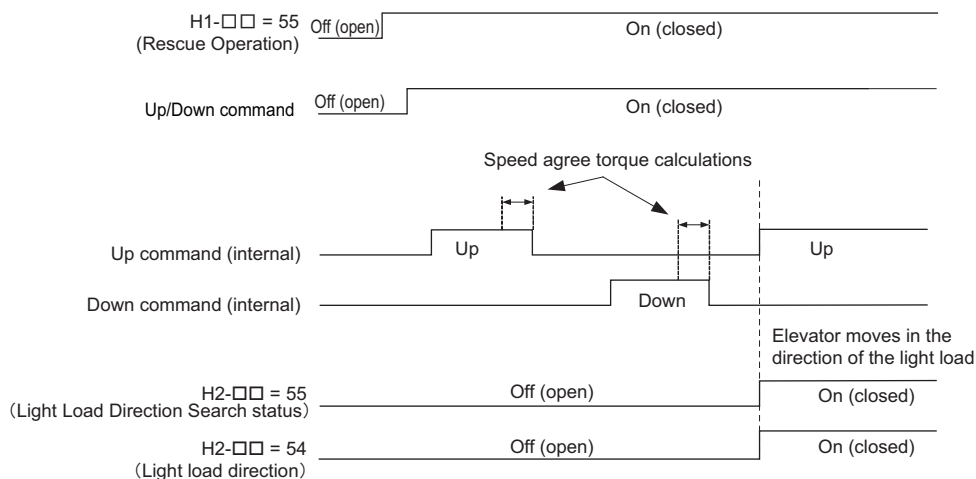 H1-□□ = 55
Off (open)
On (closed)
(Rescue Operation)
Up/Down command
Off (open)
On (closed)
Speed agree torque calculations
Up command (internal)
Up
Up
Down command (internal)
Down
Elevator moves in the
direction of the light load
H2-□□ = 55
Off (open)
On (closed)
(Light Load Direction Search status)
H2-□□ = 54
Off (open)
On (closed)
(Light load direction)